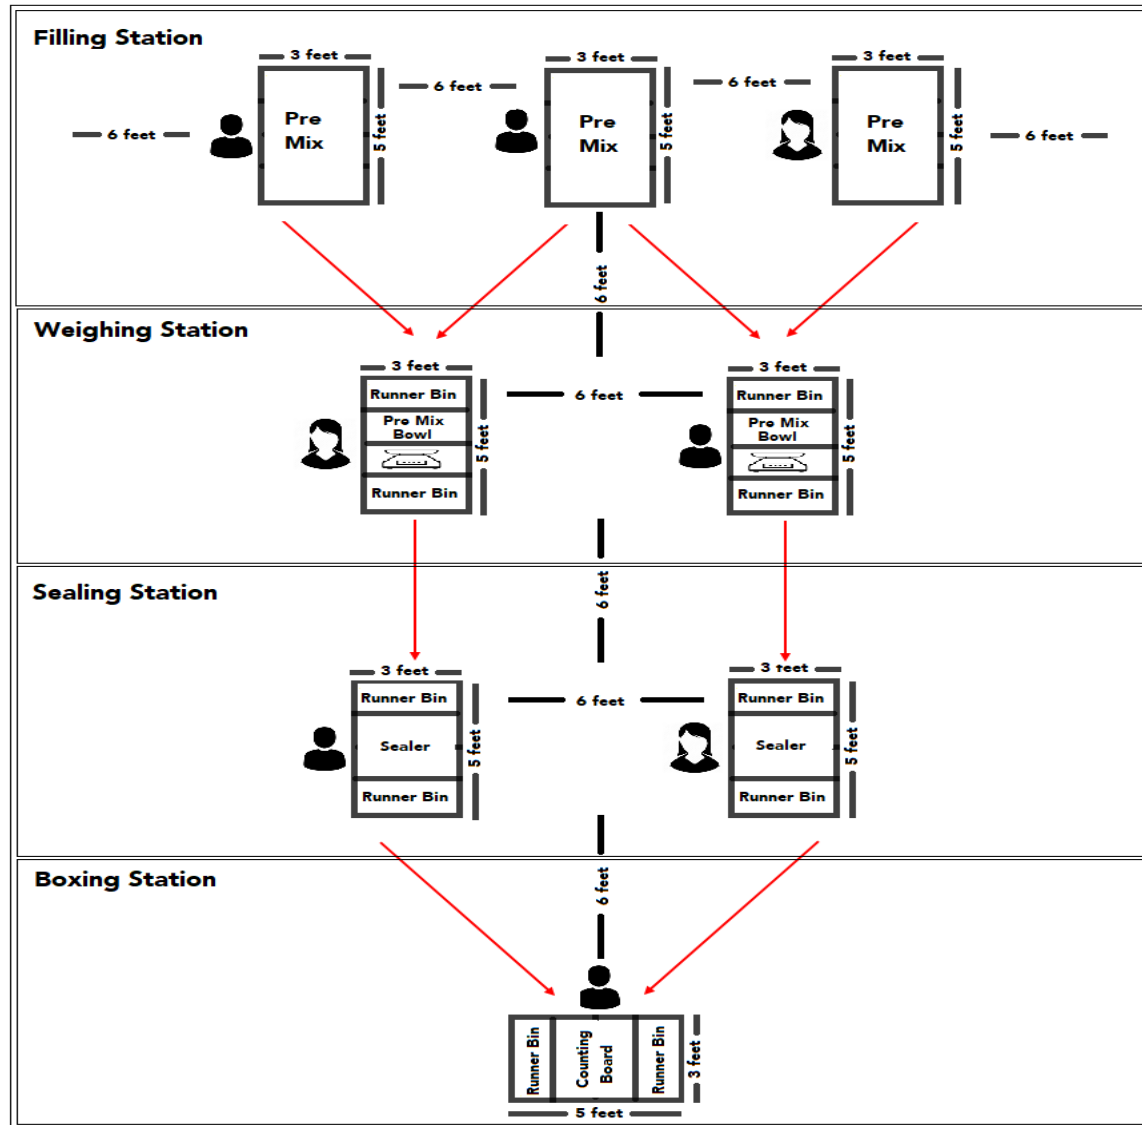 Filling Station
3 feet
3 feet
3 feet
6 feet
6 feet
6 feet
Pre
Mix
5 feet
Pre
Mix
5 feet
Pre
Mix
5 feet
6 feet
6 feet
Weighing Station
3 feet
3 feet
Runner Bin
Pre Mix
Bowl
Runner Bin
5 feet
6 feet
Runner Bin
Pre Mix
Bowl
Runner Bin
5 feet
6 feet
Sealing Station
3 feet
3 feet
Runner Bin
Sealer
Runner Bin
5 feet
6 feet
Runner Bin
Sealer
Runner Bin
5 feet
6 feet
Boxing Station
Runner Bin
Counting
Board
Runner Bin
3 feet
5 feet